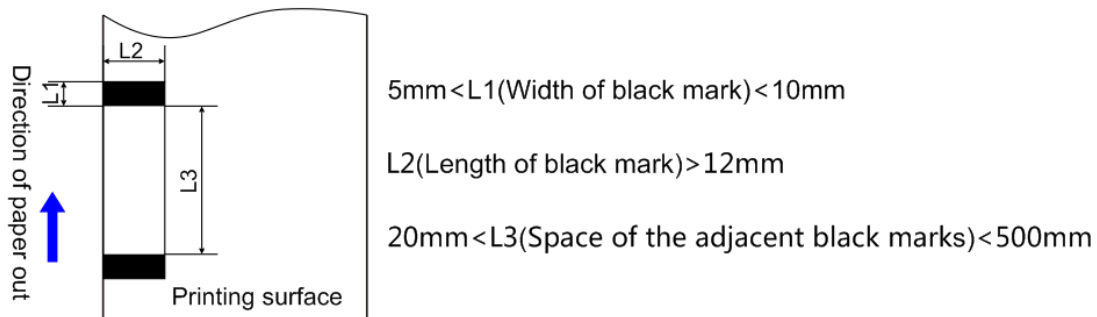 Direction of paper out
L2
L1
L3
Printing surface
5mm<L1(Width of black mark)<10mm
L2(Length of black mark)>12mm
20mm<L3(Space of the adjacent black marks)<500mm